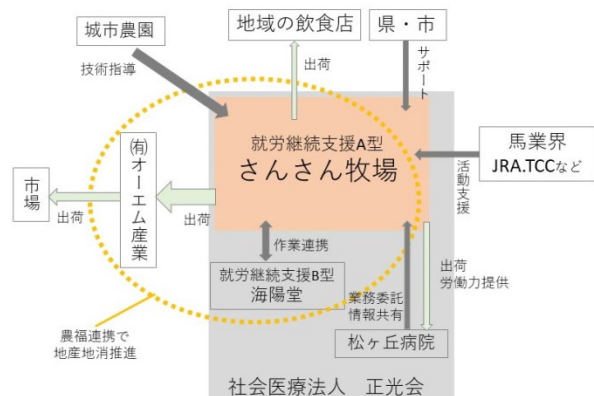 城市農園
地域の飲食店
県・市
技術指導
出荷
サポート
就労継続支援A型
さんさん牧場
馬業界
JRA.TCCなど
活動支援
市場
出荷
㈲オーエム産業
出荷
作業連携
就労継続支援B型
海陽堂
業務委託
情報共有
出荷
労働力提供
農福連携で
地産地消推進
松ヶ丘病院
社会医療法人 正光会